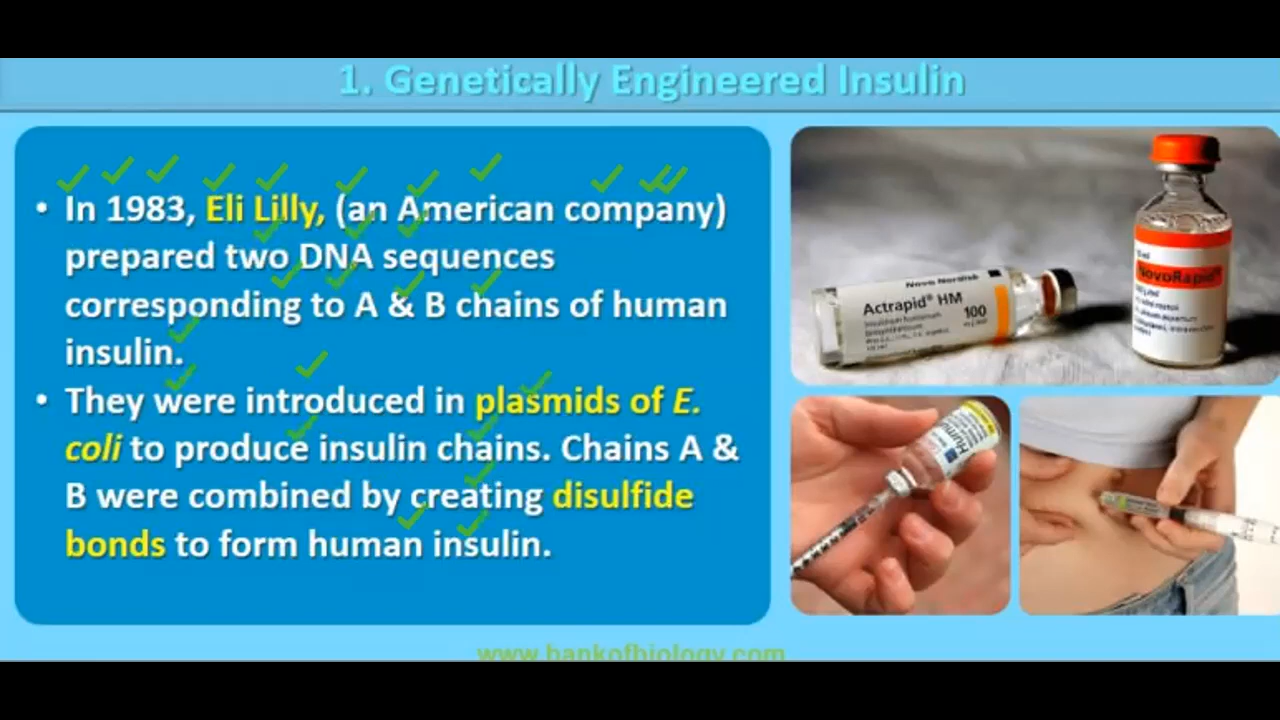 1. Genetically Engineered Insulin
• In 1983, Eli Lilly, (an American company)
prepared two DNA sequences
corresponding to A & B chains of human
insulin.
• They were introduced in plasmids of E.
coli to produce insulin chains. Chains A &
B were combined by creating disulfide
bonds to form human insulin.
Novo Nordisk
Actrapid® HM
100
NovoRapid®
www.bankofbiology.com